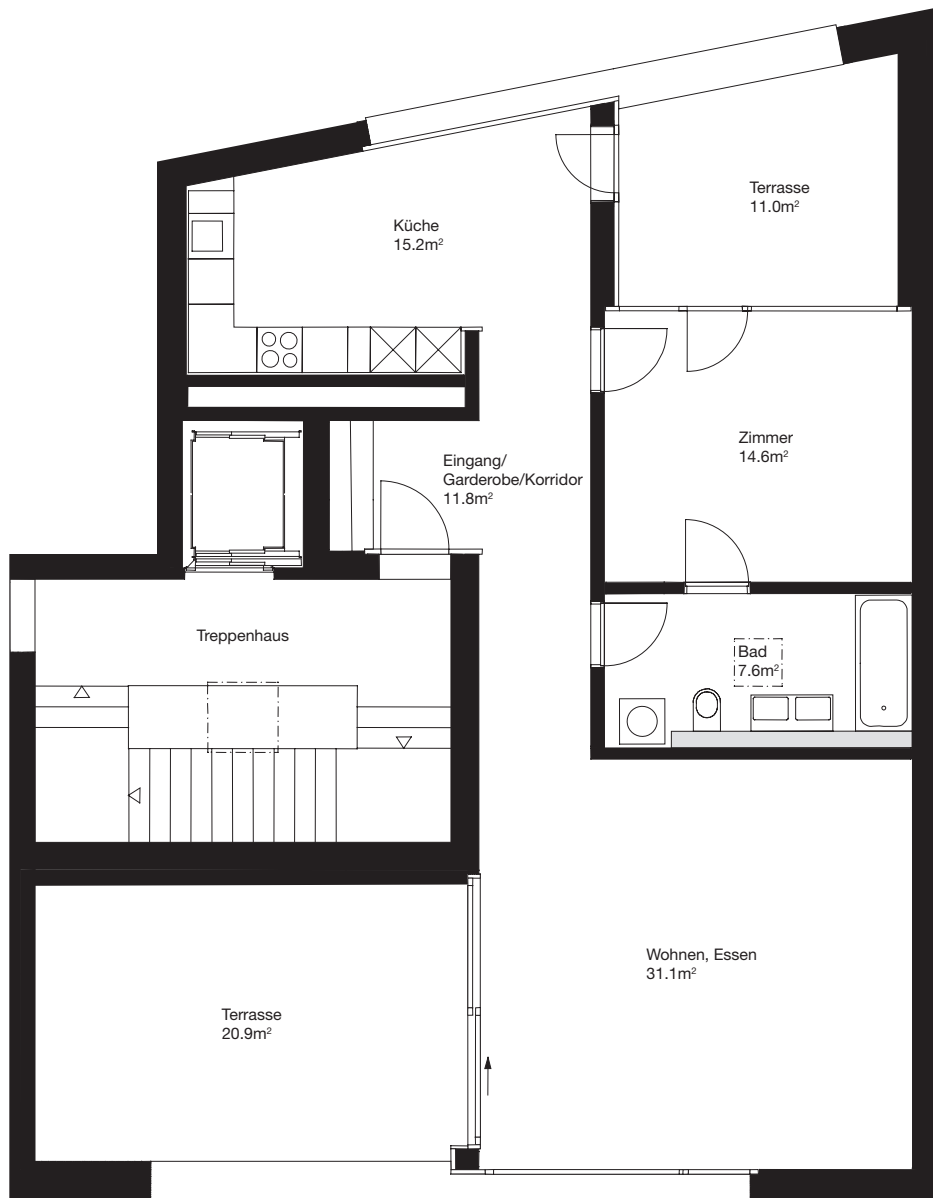 Terrasse
11.0m²
Küche
15.2m²
Zimmer
14.6m²
Eingang/
Garderobe/Korridor
11.8m²
Treppenhaus
Bad
7.6m²
Wohnen, Essen
31.1m²
Terrasse
20.9m²